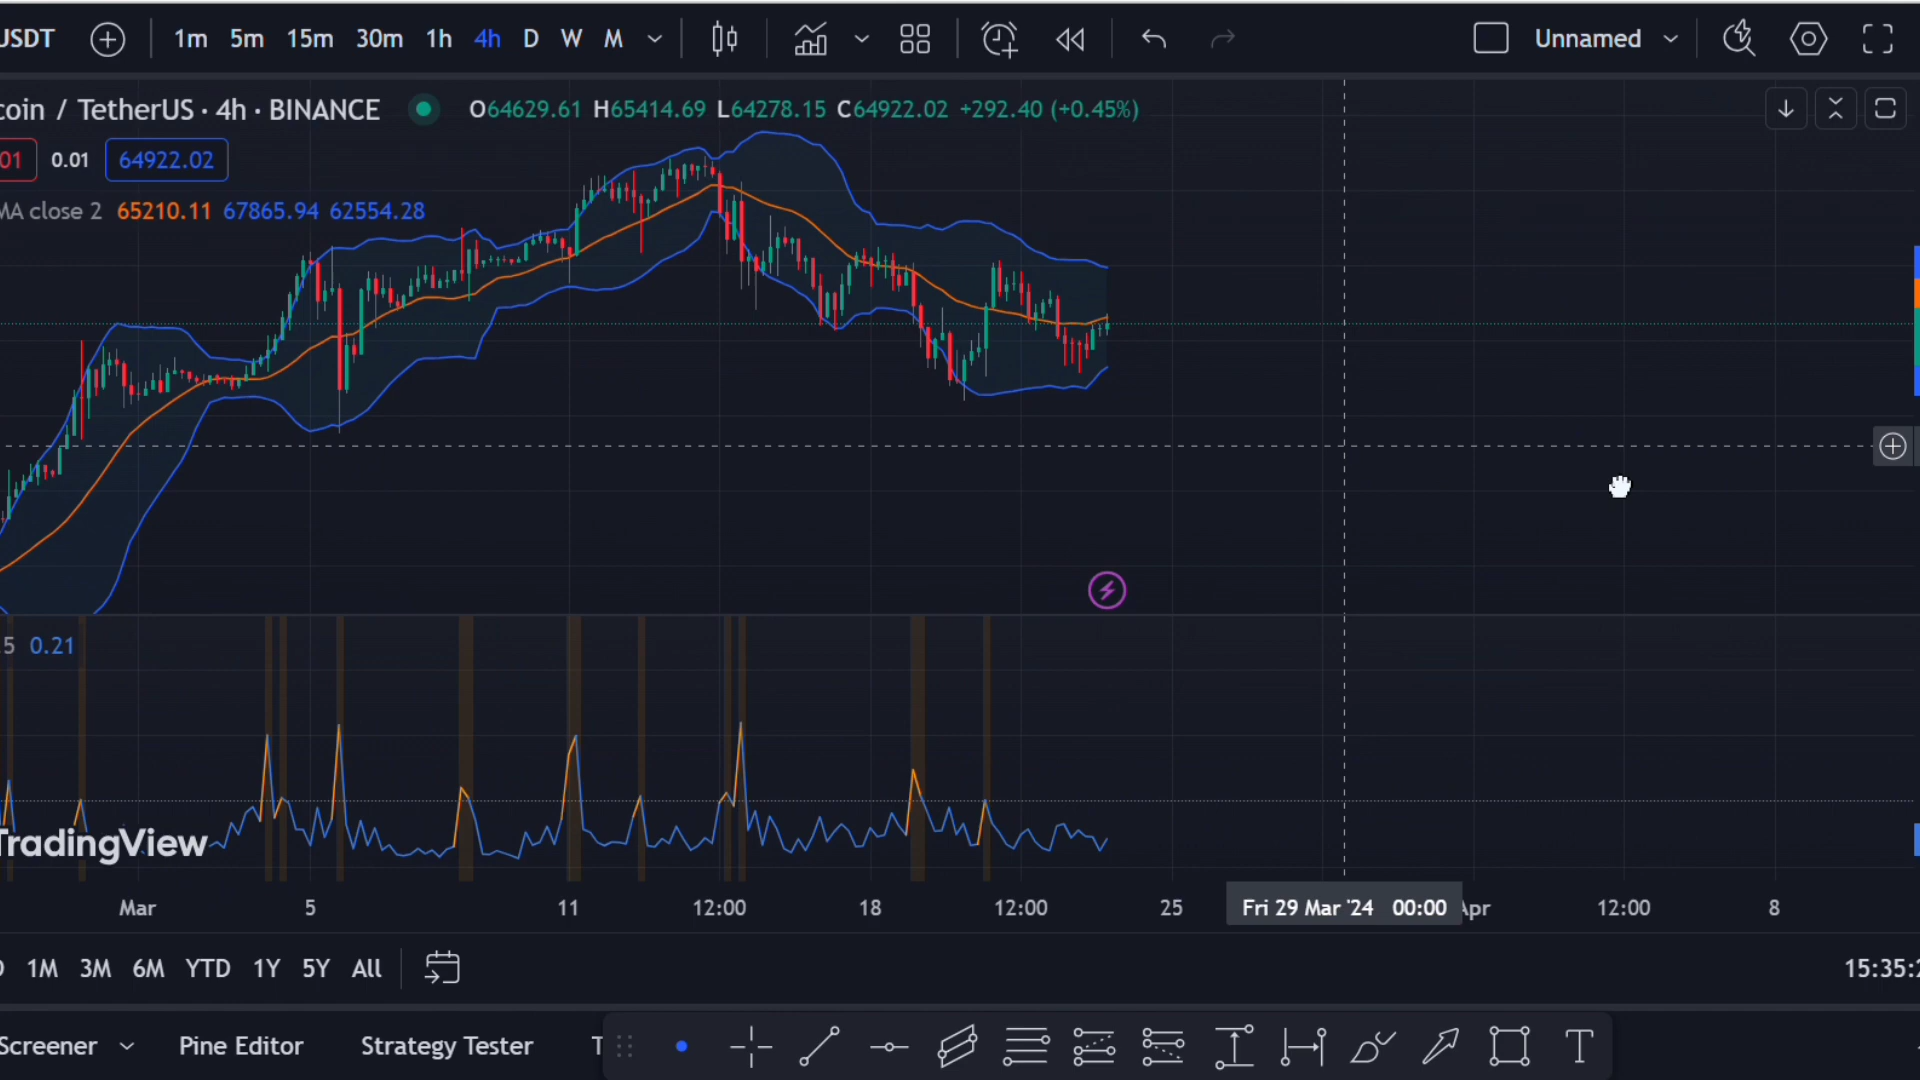 USDT 1m 5m 15m 30m 1h 4h D W M Unnamed
coin / TetherUS · 4h · BINANCE O64629.61 H65414.69 L64278.15 C64922.02 +292.40 (+0.45%)
01 0.01 64922.02
MA close 2 65210.11 67865.94 62554.28
5 0.21
TradingView
Mar 5 11 12:00 18 12:00 25 Fri 29 Mar '24 00:00 Apr 12:00 8
D 1M 3M 6M YTD 1Y 5Y All 15:35:2
Screener Pine Editor Strategy Tester T